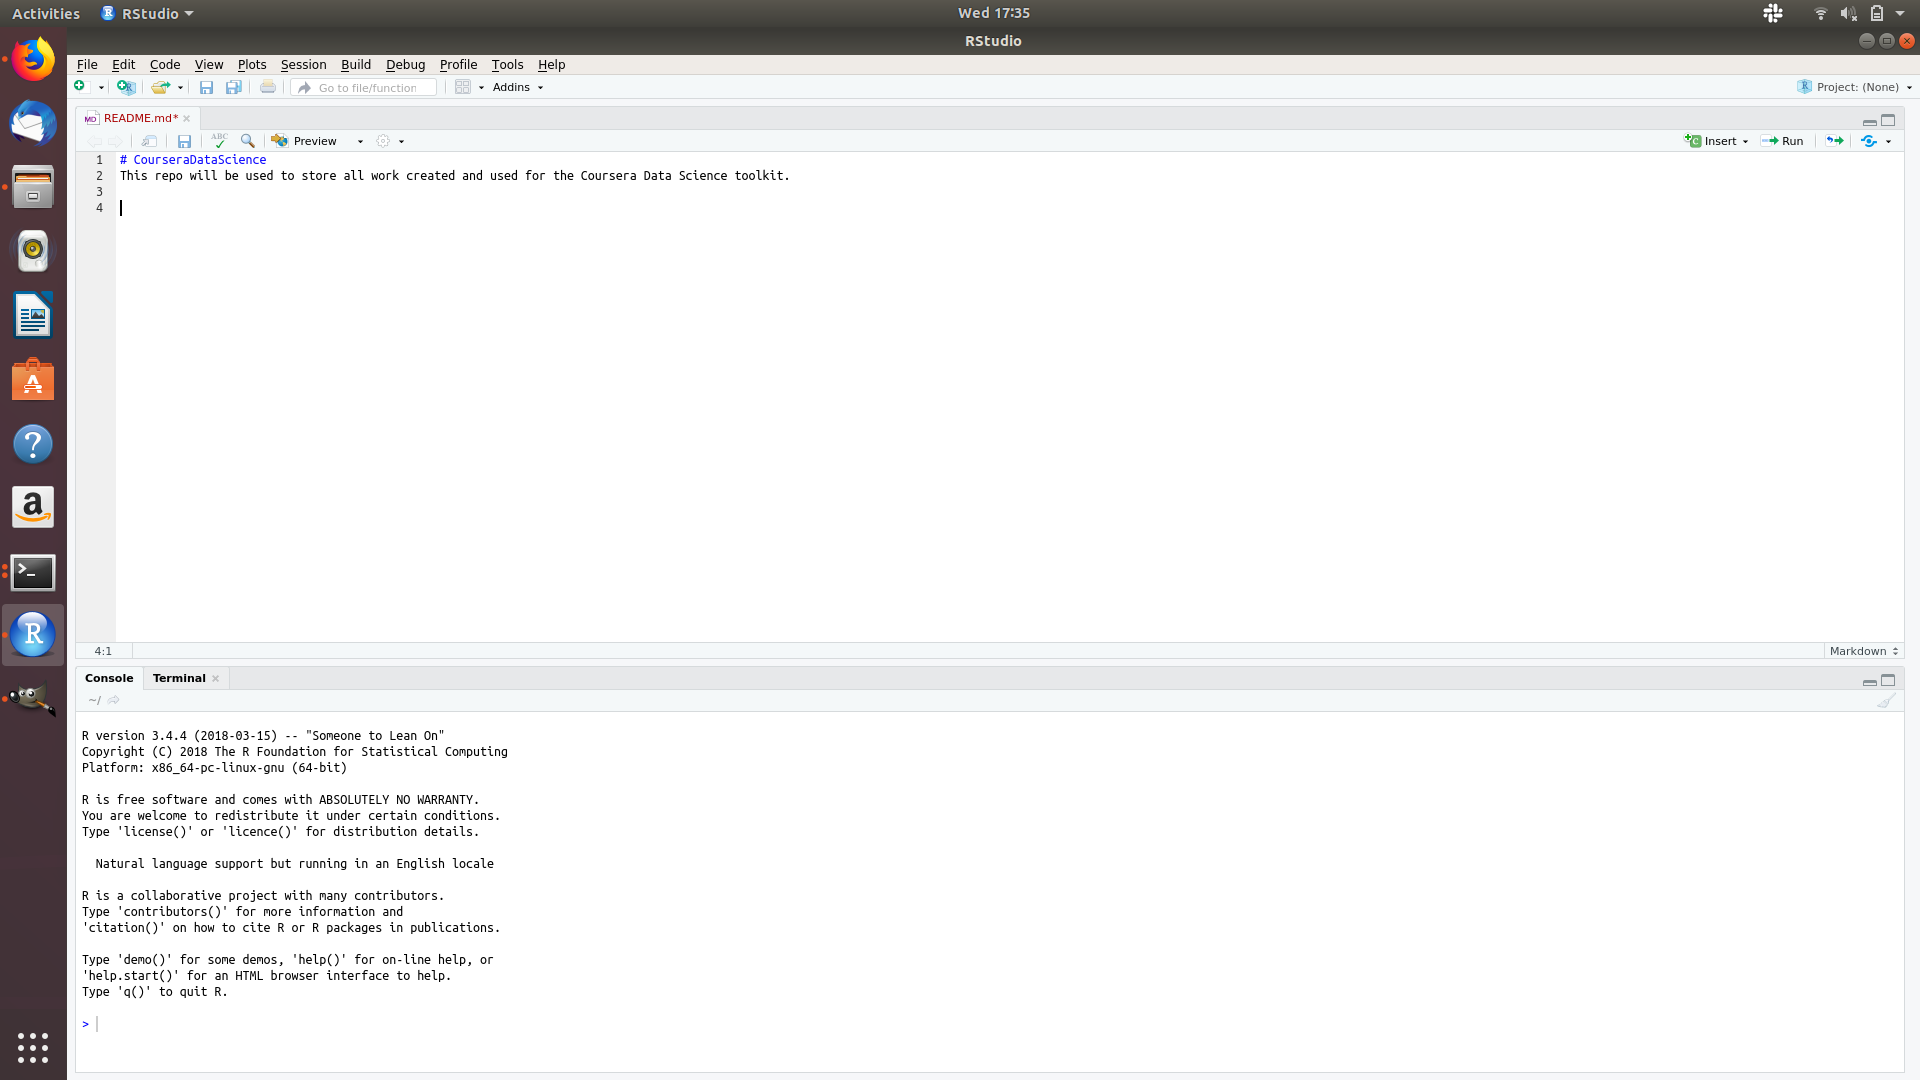 Activities RStudio Wed 17:35
RStudio
File Edit Code View Plots Session Build Debug Profile Tools Help
Go to file/function Addins Project: (None)
README.md*
ABC Preview Insert Run
1 # CourseraDataScience
2 This repo will be used to store all work created and used for the Coursera Data Science toolkit.
3
4
4:1 Markdown
Console Terminal
~/
R version 3.4.4 (2018-03-15) -- "Someone to Lean On"
Copyright (C) 2018 The R Foundation for Statistical Computing
Platform: x86_64-pc-linux-gnu (64-bit)
R is free software and comes with ABSOLUTELY NO WARRANTY.
You are welcome to redistribute it under certain conditions.
Type 'license()' or 'licence()' for distribution details.
Natural language support but running in an English locale
R is a collaborative project with many contributors.
Type 'contributors()' for more information and
'citation()' on how to cite R or R packages in publications.
Type 'demo()' for some demos, 'help()' for on-line help, or
'help.start()' for an HTML browser interface to help.
Type 'q()' to quit R.
>